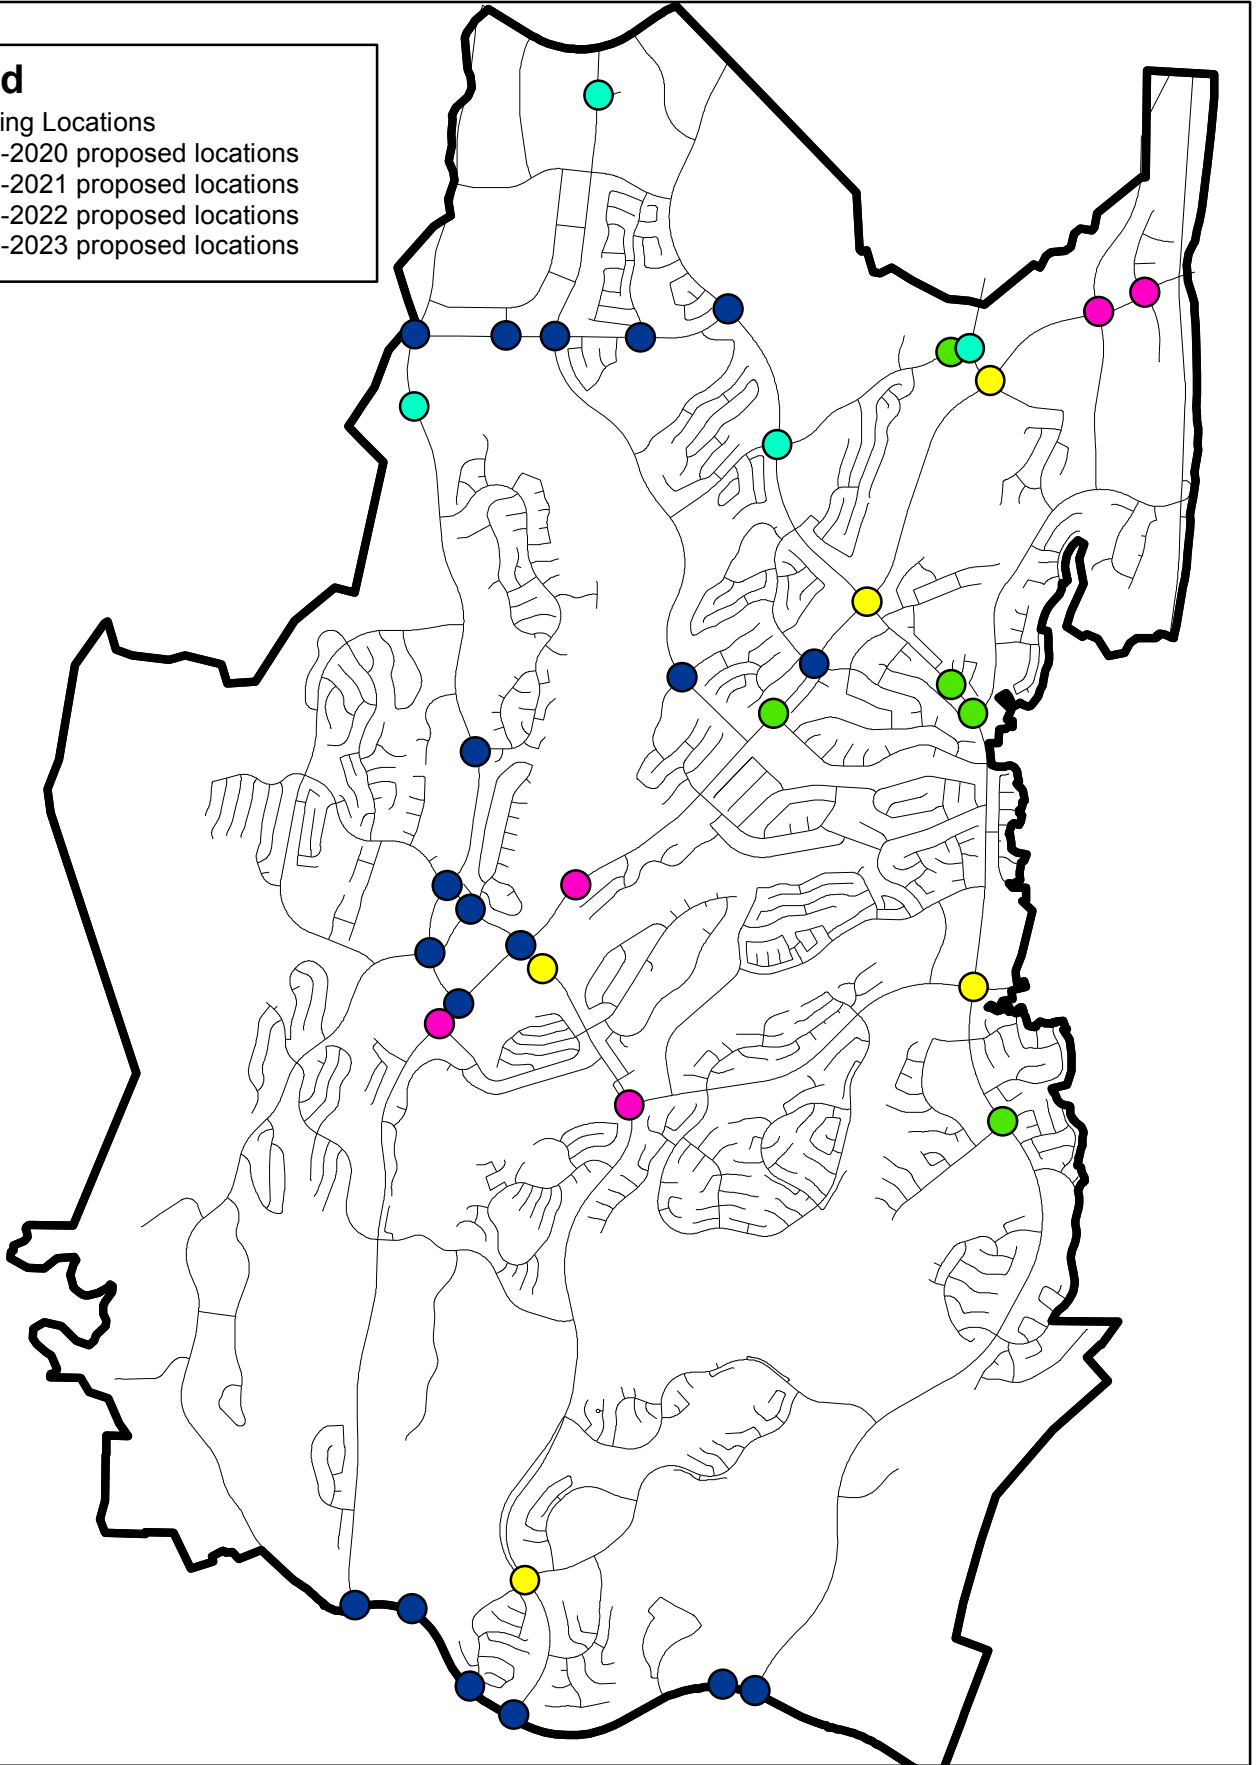 d
ing Locations
-2020 proposed locations
-2021 proposed locations
-2022 proposed locations
-2023 proposed locations